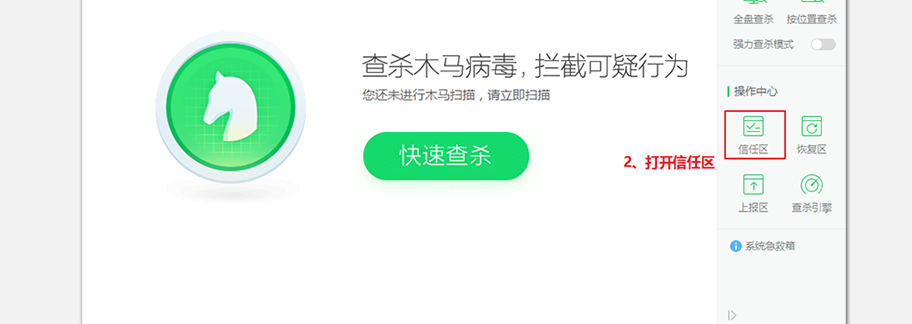 全盘查杀 按位置查杀
强力查杀模式
查杀木马病毒，拦截可疑行为
您还未进行木马扫描，请立即扫描
快速查杀
操作中心
信任区 恢复区
2、打开信任区
上报区 查杀引擎
系统急救箱